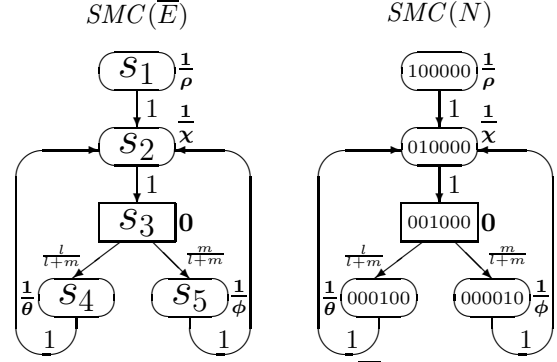 SMC(E̅) SMC(N)
s₁ 1/ρ 100000 1/ρ
1 1
1/χ 1/χ
s₂ 010000
1 1
s₃ 0 001000 0
l/(l+m) m/(l+m) l/(l+m) m/(l+m)
1/θ s₄ s₅ 1/ϕ 1/θ 000100 000010 1/ϕ
1 1 1 1